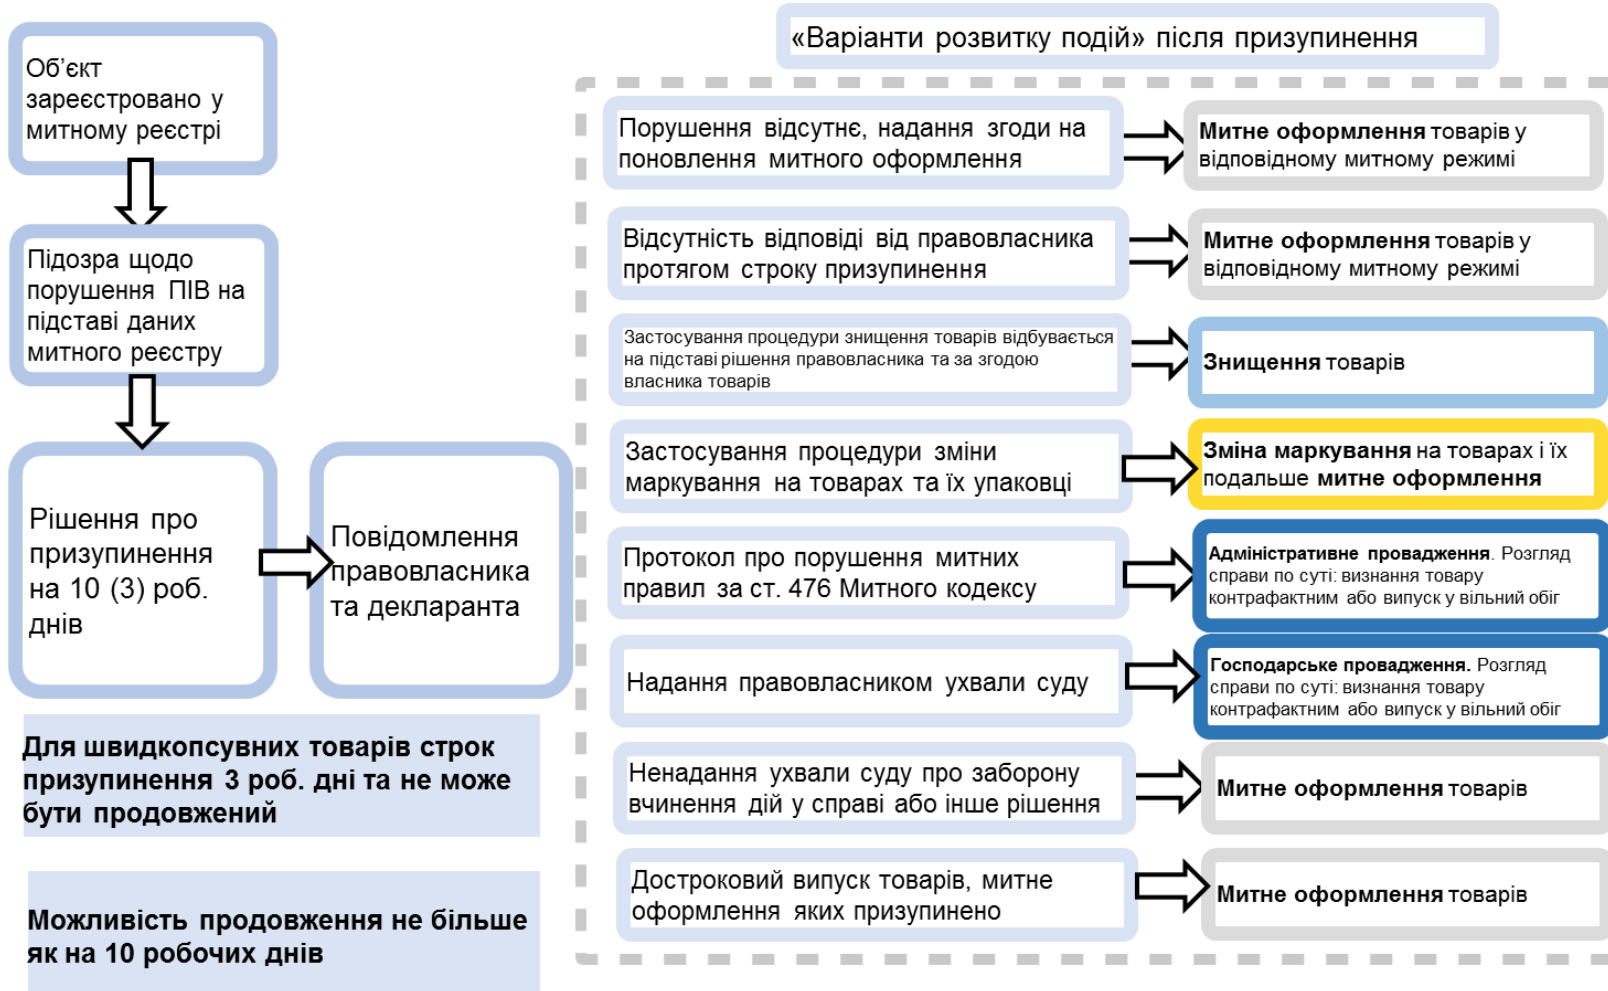 Об’єкт
зареєстровано у
митному реєстрі
Підозра щодо
порушення ПІВ на
підставі даних
митного реєстру
Рішення про
призупинення
на 10 (3) роб.
днів
Повідомлення
правовласника
та декларанта
Для швидкопсувних товарів строк
призупинення 3 роб. дні та не може
бути продовжений
Можливість продовження не більше
як на 10 робочих днів
«Варіанти розвитку подій» після призупинення
Порушення відсутнє, надання згоди на
поновлення митного оформлення
Митне оформлення товарів у
відповідному митному режимі
Відсутність відповіді від правовласника
протягом строку призупинення
Митне оформлення товарів у
відповідному митному режимі
Застосування процедури знищення товарів відбувається
на підставі рішення правовласника та за згодою
власника товарів
Знищення товарів
Застосування процедури зміни
маркування на товарах та їх упаковці
Зміна маркування на товарах і їх
подальше митне оформлення
Протокол про порушення митних
правил за ст. 476 Митного кодексу
Адміністративне провадження. Розгляд
справи по суті: визнання товару
контрафактним або випуск у вільний обіг
Надання правовласником ухвали суду
Господарське провадження. Розгляд
справи по суті: визнання товару
контрафактним або випуск у вільний обіг
Ненадання ухвали суду про заборону
вчинення дій у справі або інше рішення
Митне оформлення товарів
Достроковий випуск товарів, митне
оформлення яких призупинено
Митне оформлення товарів